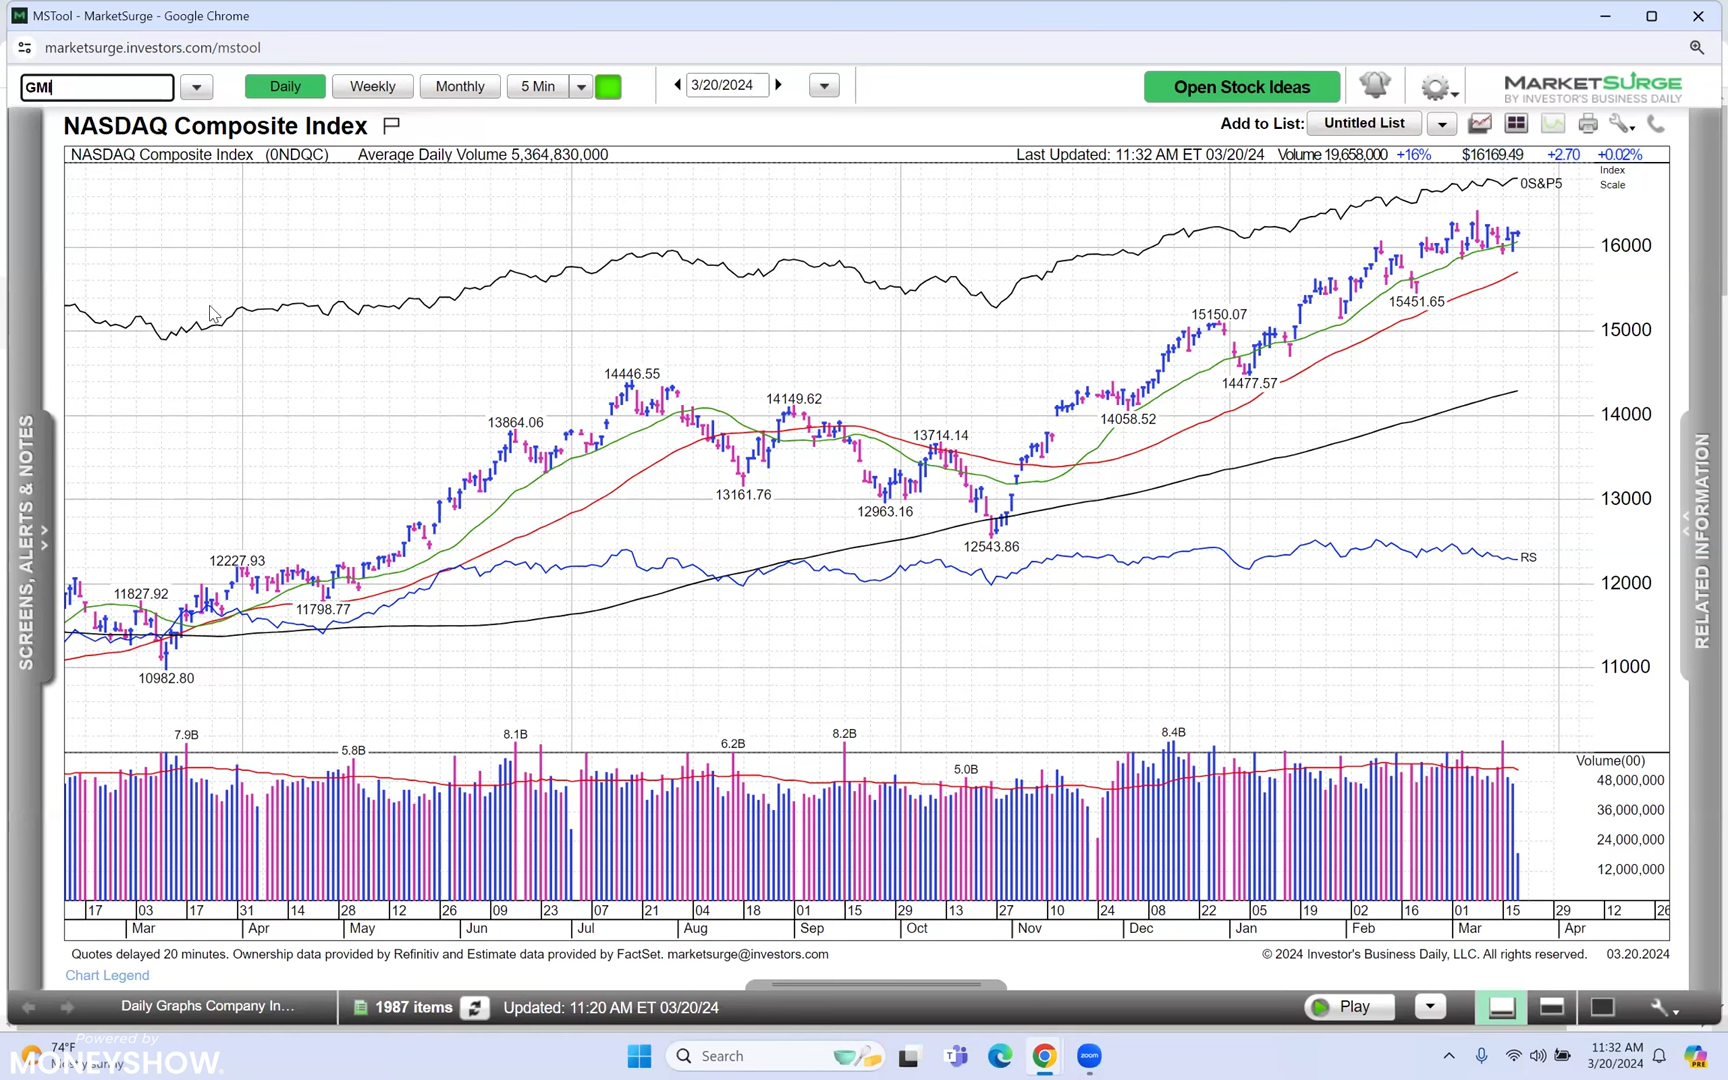 MSTool - MarketSurge - Google Chrome
marketsurge.investors.com/mstool
GMI
Daily
Weekly
Monthly
5 Min
3/20/2024
Open Stock Ideas
MARKETSURGE
BY INVESTOR'S BUSINESS DAILY
NASDAQ Composite Index
Add to List:
Untitled List
NASDAQ Composite Index (0NDQC) Average Daily Volume 5,364,830,000
Last Updated: 11:32 AM ET 03/20/24 Volume 19,658,000 +16% $16169.49 +2.70 +0.02%
Index
Scale
0S&P5
16000
15451.65
15150.07
15000
14446.55
14477.57
14149.62
14000
13864.06
14058.52
13714.14
13161.76
13000
12963.16
12543.86
12227.93
RS
12000
11827.92
11798.77
11000
10982.80
7.9B
5.8B
8.1B
6.2B
8.2B
5.0B
8.4B
Volume(00)
48,000,000
36,000,000
24,000,000
12,000,000
17 03 17 31 14 28 12 26 09 23 07 21 04 18 01 15 29 13 27 10 24 08 22 05 19 02 16 01 15 29 12 26
Mar Apr May Jun Jul Aug Sep Oct Nov Dec Jan Feb Mar Apr
SCREENS, ALERTS & NOTES
RELATED INFORMATION
Quotes delayed 20 minutes. Ownership data provided by Refinitiv and Estimate data provided by FactSet. marketsurge@investors.com
© 2024 Investor's Business Daily, LLC. All rights reserved. 03.20.2024
Chart Legend
Daily Graphs Company In...
1987 items
Updated: 11:20 AM ET 03/20/24
Play
74°F
Mostly sunny
Powered by
MONEYSHOW.
Search
zoom
PRE
11:32 AM
3/20/2024